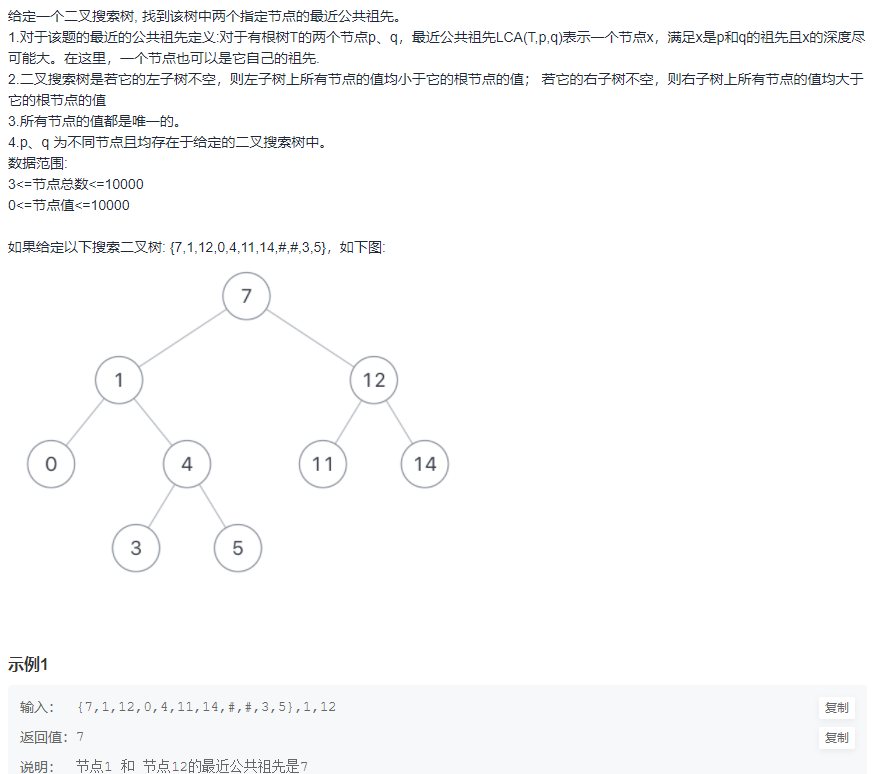 给定一个二叉搜索树, 找到该树中两个指定节点的最近公共祖先。
1.对于该题的最近的公共祖先定义:对于有根树T的两个节点p、q，最近公共祖先LCA(T,p,q)表示一个节点x，满足x是p和q的祖先且x的深度尽
可能大。在这里，一个节点也可以是它自己的祖先.
2.二叉搜索树是若它的左子树不空，则左子树上所有节点的值均小于它的根节点的值； 若它的右子树不空，则右子树上所有节点的值均大于
它的根节点的值
3.所有节点的值都是唯一的。
4.p、q 为不同节点且均存在于给定的二叉搜索树中。
数据范围:
3<=节点总数<=10000
0<=节点值<=10000
如果给定以下搜索二叉树: {7,1,12,0,4,11,14,#,#,3,5}，如下图:
7
1 12
0 4 11 14
3 5
示例1
输入： {7,1,12,0,4,11,14,#,#,3,5},1,12 复制
返回值：7 复制
说明： 节点1 和 节点12的最近公共祖先是7